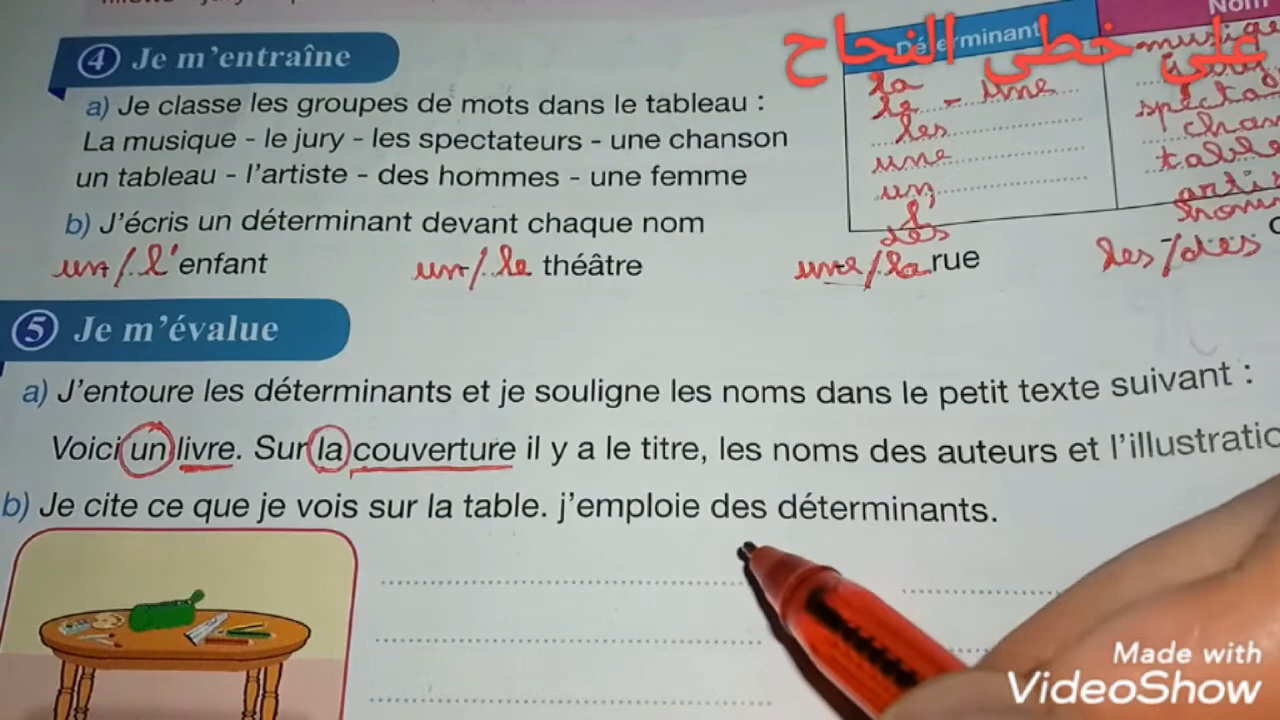 Nom
Déterminant
على خطى النجاح
4 Je m'entraîne
a) Je classe les groupes de mots dans le tableau :
La musique - le jury - les spectateurs - une chanson
un tableau - l'artiste - des hommes - une femme
la
le - une
les
une
un
l'
des
b) J'écris un déterminant devant chaque nom
un / l' enfant un / le théâtre une / la rue les / des
5 Je m'évalue
a) J'entoure les déterminants et je souligne les noms dans le petit texte suivant :
Voici un livre. Sur la couverture il y a le titre, les noms des auteurs et l'illustratio
b) Je cite ce que je vois sur la table. j'emploie des déterminants.
Made with
VideoShow